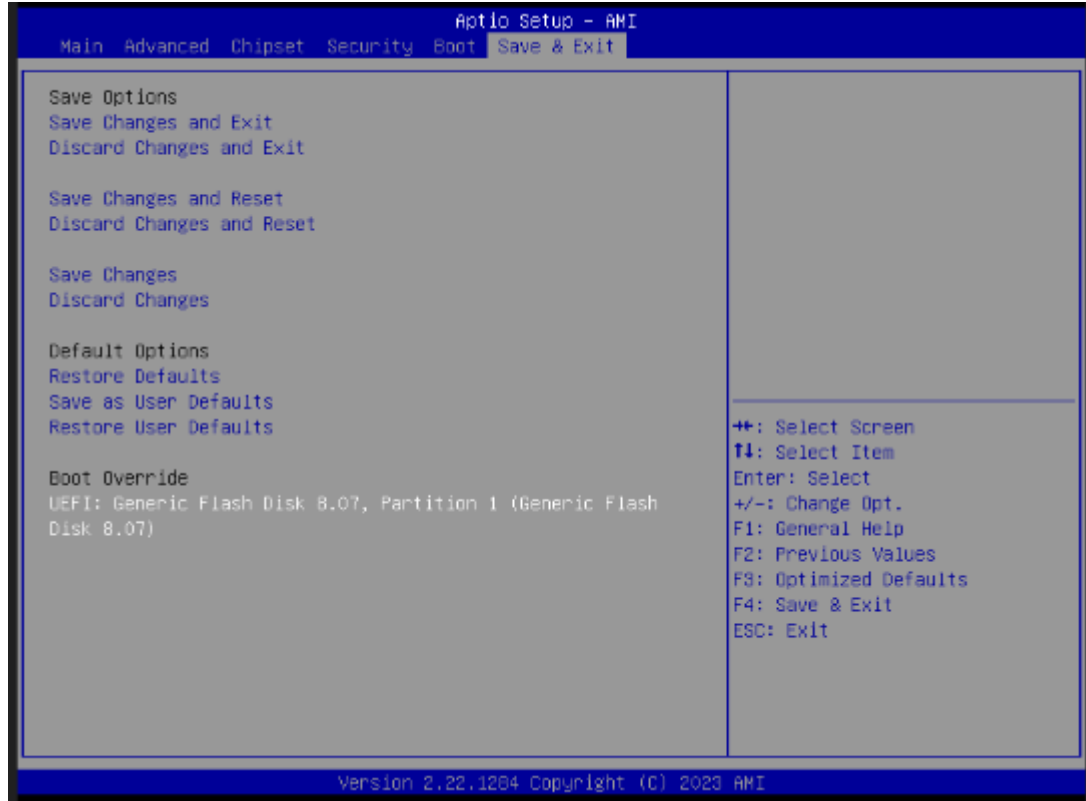 Aptio Setup - AMI
Main Advanced Chipset Security Boot Save & Exit
Save Options
Save Changes and Exit
Discard Changes and Exit
Save Changes and Reset
Discard Changes and Reset
Save Changes
Discard Changes
Default Options
Restore Defaults
Save as User Defaults
Restore User Defaults
Boot Override
UEFI: Generic Flash Disk 8.07, Partition 1 (Generic Flash
Disk 8.07)
→←: Select Screen
↑↓: Select Item
Enter: Select
+/-: Change Opt.
F1: General Help
F2: Previous Values
F3: Optimized Defaults
F4: Save & Exit
ESC: Exit
Version 2.22.1284 Copyright (C) 2023 AMI